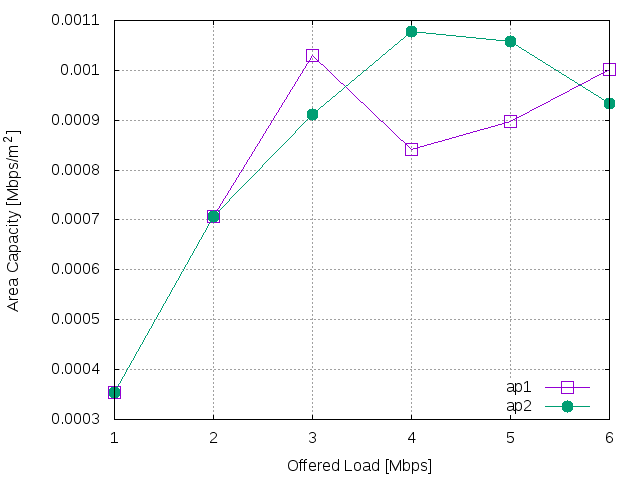 0.0011
0.001
0.0009
0.0008
0.0007
0.0006
0.0005
0.0004
0.0003
1 2 3 4 5 6
Area Capacity [Mbps/m²]
Offered Load [Mbps]
ap1
ap2